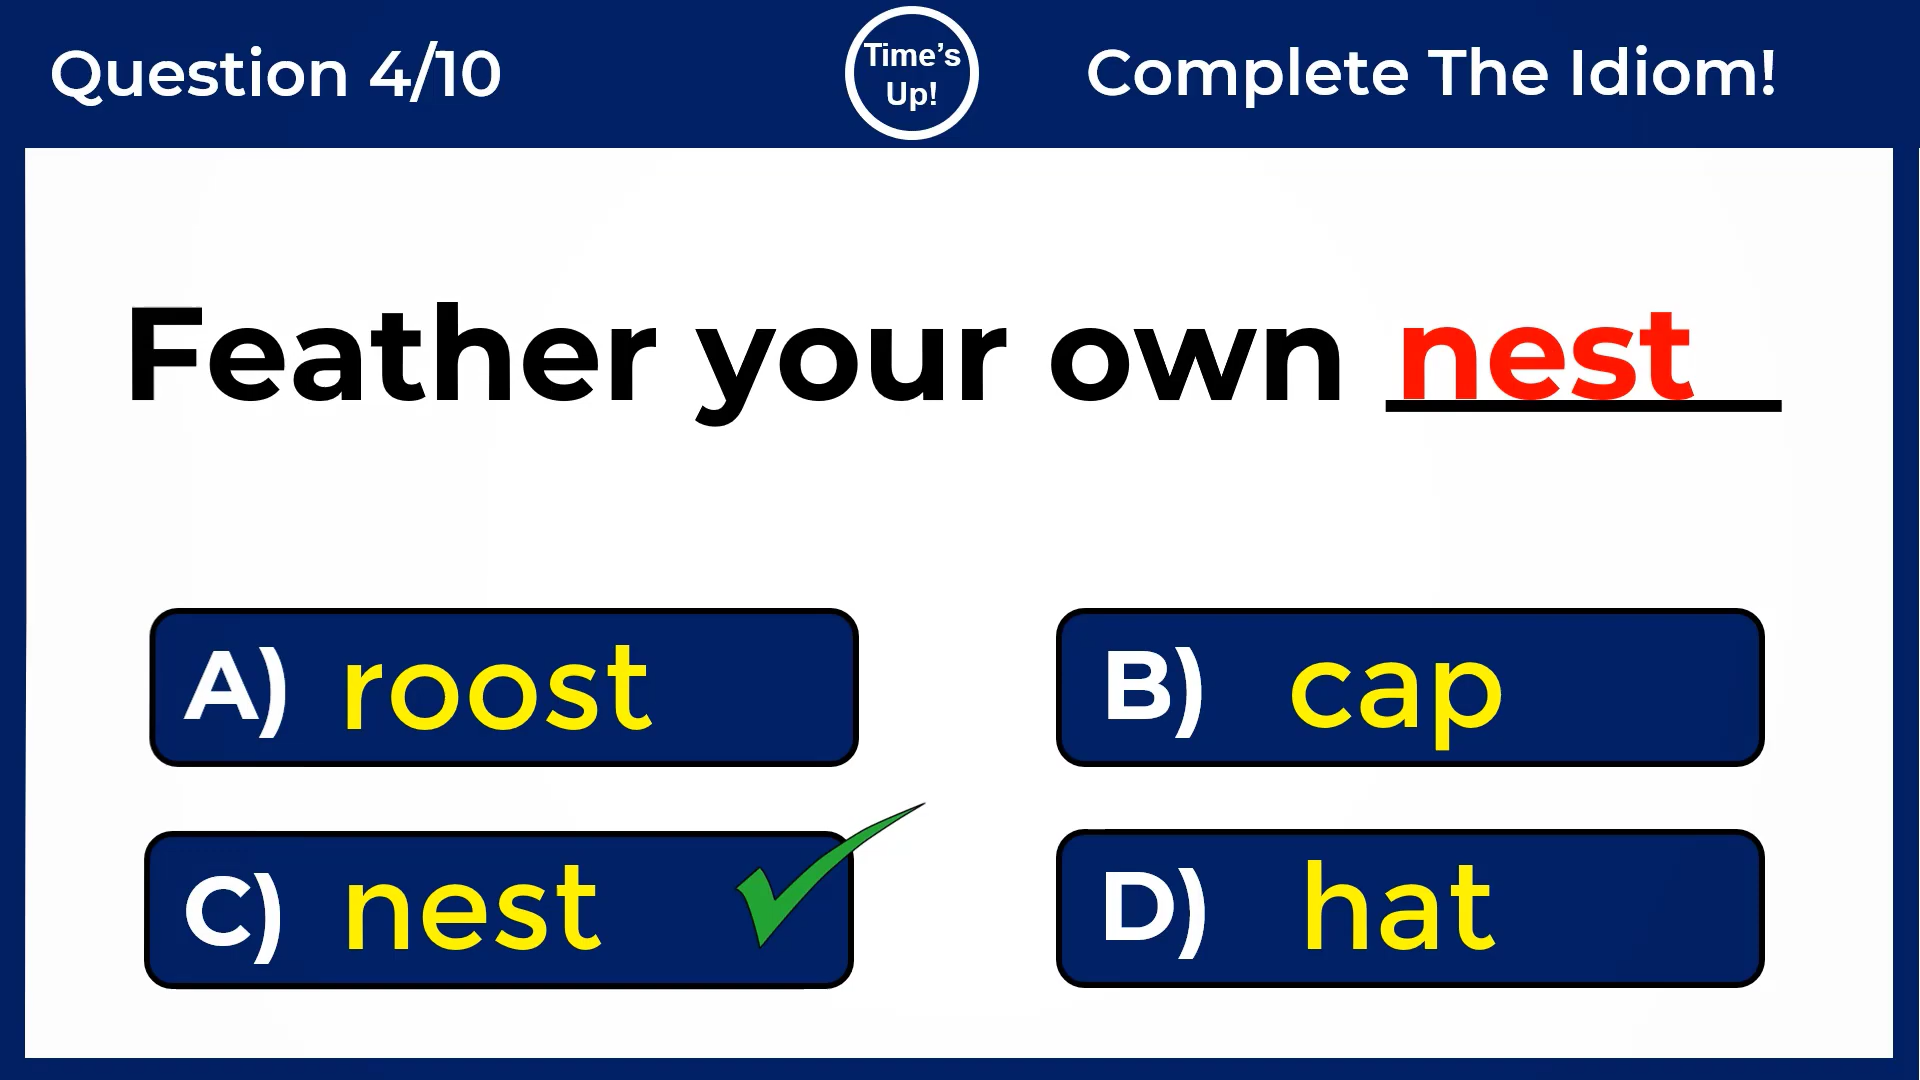 Question 4/10
Time's
Up!
Complete The Idiom!
Feather your own nest
A) roost
B) cap
C) nest
D) hat